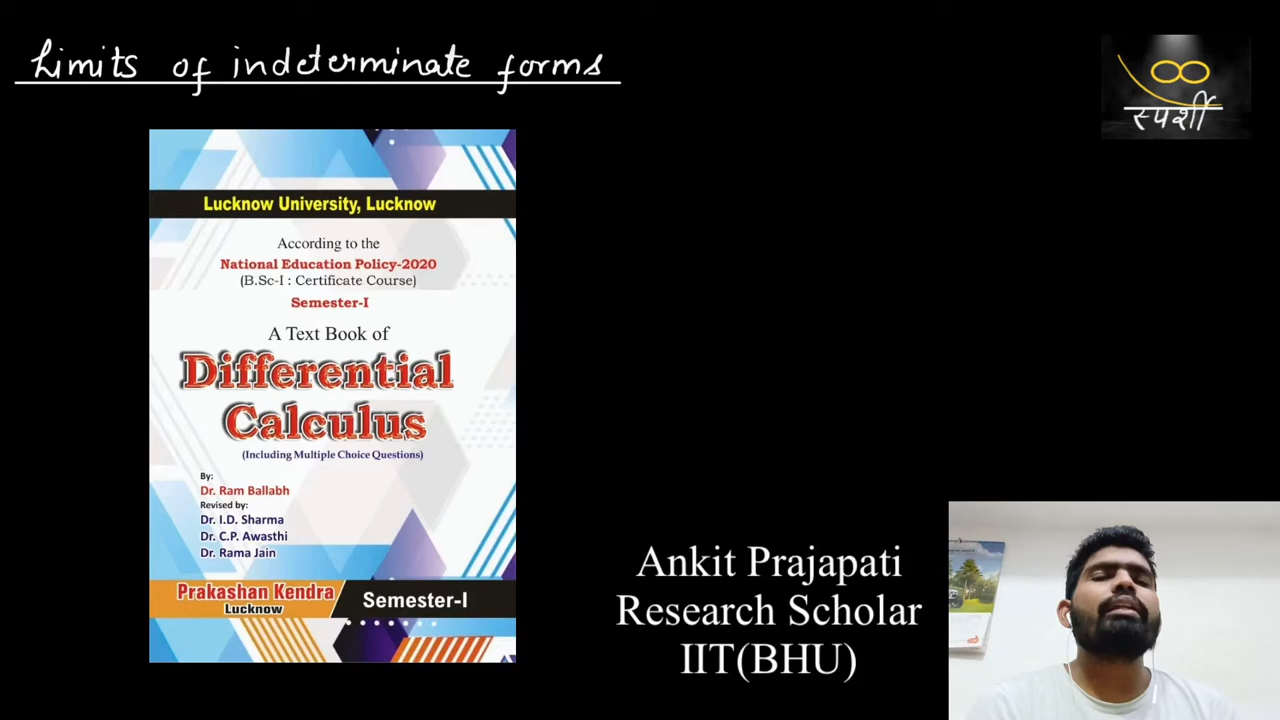 Limits of indeterminate forms
स्पर्शी
Lucknow University, Lucknow
According to the
National Education Policy-2020
(B.Sc-I : Certificate Course)
Semester-I
A Text Book of
Differential
Calculus
(Including Multiple Choice Questions)
By:
Dr. Ram Ballabh
Revised by:
Dr. I.D. Sharma
Dr. C.P. Awasthi
Dr. Rama Jain
Prakashan Kendra
Lucknow
Semester-I
Ankit Prajapati
Research Scholar
IIT(BHU)